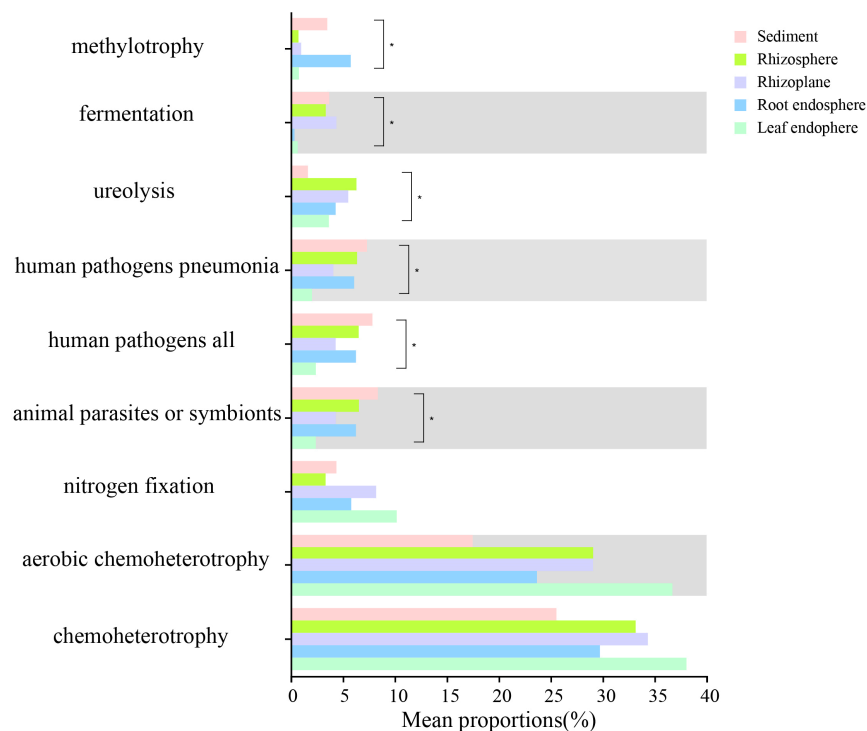 methylotrophy
*
fermentation
*
ureolysis
*
human pathogens pneumonia
*
human pathogens all
*
animal parasites or symbionts
*
nitrogen fixation
aerobic chemoheterotrophy
chemoheterotrophy
0 5 10 15 20 25 30 35 40
Mean proportions(%)
Sediment
Rhizosphere
Rhizoplane
Root endosphere
Leaf endophere